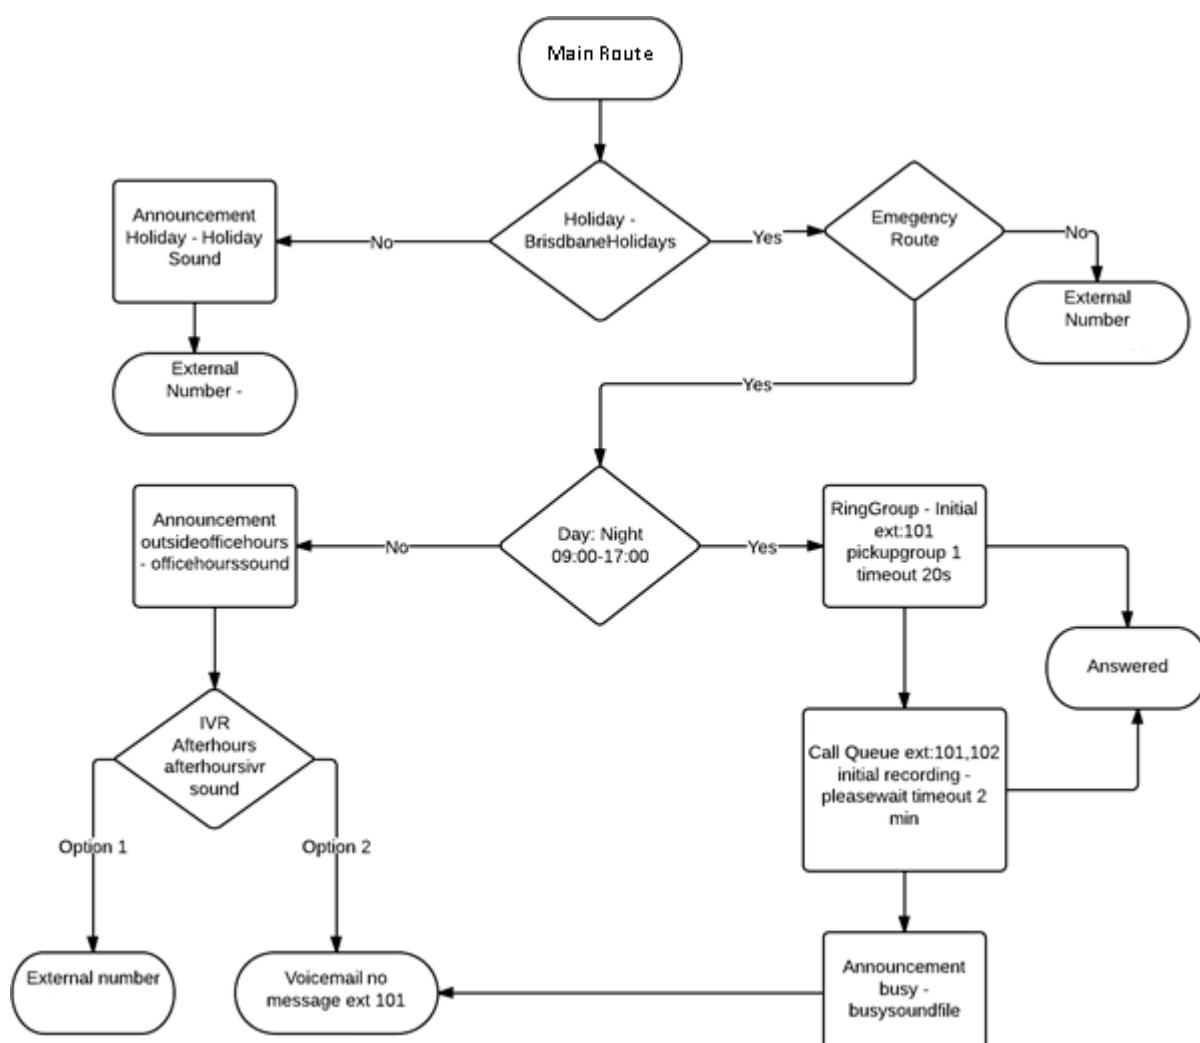 Main Route
Announcement
Holiday - Holiday
Sound
No
Holiday -
BrisdbaneHolidays
Yes
Emegency
Route
No
External
Number
External
Number -
Yes
Announcement
outsideofficehours
- officehourssound
No
Day: Night
09:00-17:00
Yes
RingGroup - Initial
ext:101
pickupgroup 1
timeout 20s
Answered
IVR
Afterhours
afterhoursivr
sound
Call Queue ext:101,102
initial recording -
pleasewait timeout 2
min
Option 1
Option 2
External number
Voicemail no
message ext 101
Announcement
busy -
busysoundfile